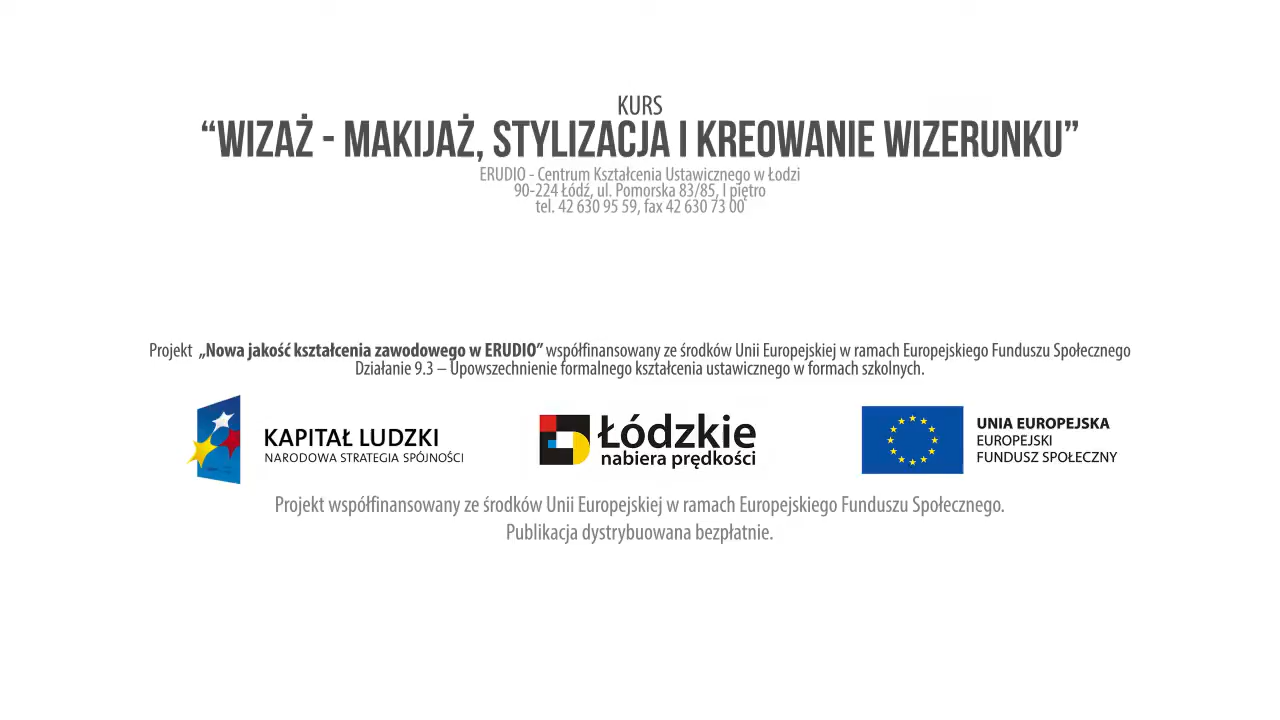 KURS
“WIZAŻ - MAKIJAŻ, STYLIZACJA I KREOWANIE WIZERUNKU”
ERUDIO - Centrum Kształcenia Ustawicznego w Łodzi
90-224 Łódź, ul. Pomorska 83/85, I piętro
tel. 42 630 95 59, fax 42 630 73 00
Projekt „Nowa jakość kształcenia zawodowego w ERUDIO” współfinansowany ze środków Unii Europejskiej w ramach Europejskiego Funduszu Społecznego
Działanie 9.3 – Upowszechnienie formalnego kształcenia ustawicznego w formach szkolnych.
KAPITAŁ LUDZKI
NARODOWA STRATEGIA SPÓJNOŚCI
Łódzkie
nabiera prędkości
UNIA EUROPEJSKA
EUROPEJSKI
FUNDUSZ SPOŁECZNY
Projekt współfinansowany ze środków Unii Europejskiej w ramach Europejskiego Funduszu Społecznego.
Publikacja dystrybuowana bezpłatnie.